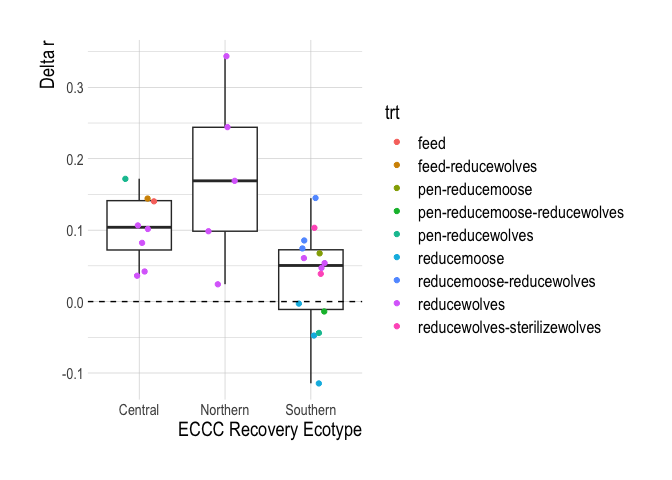 Delta r
0.3
0.2
0.1
0.0
-0.1
Central
Northern
Southern
ECCC Recovery Ecotype
trt
feed
feed-reducewolves
pen-reducemoose
pen-reducemoose-reducewolves
pen-reducewolves
reducemoose
reducemoose-reducewolves
reducewolves
reducewolves-sterilizewolves